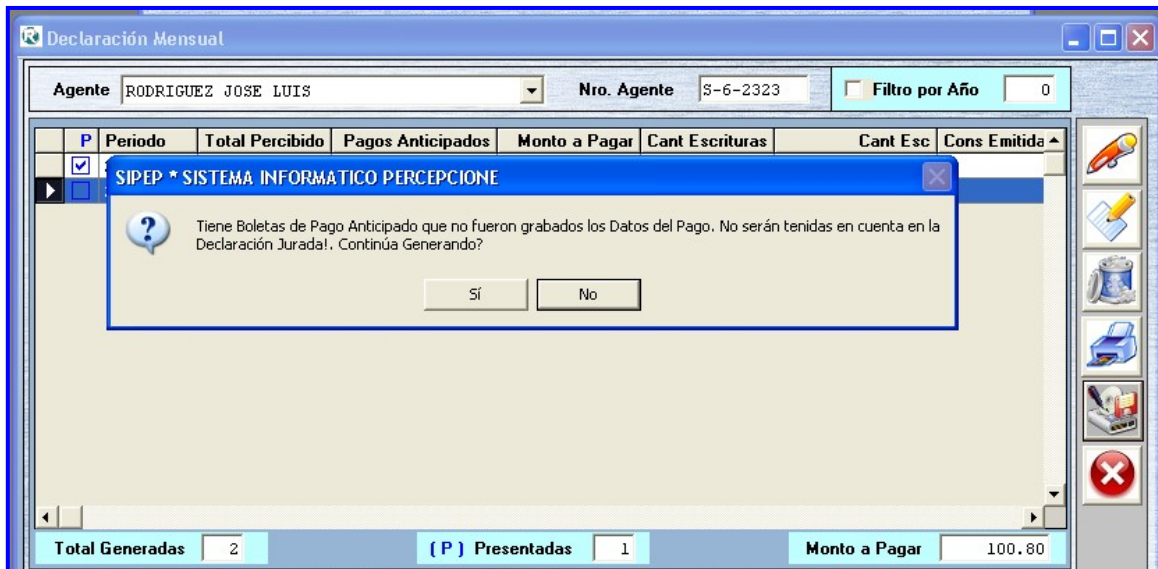 Declaración Mensual
Agente RODRIGUEZ JOSE LUIS Nro. Agente S-6-2323 Filtro por Año 0
P Periodo Total Percibido Pagos Anticipados Monto a Pagar Cant Escrituras Cant Esc Cons Emitida
SIPEP * SISTEMA INFORMATICO PERCEPCIONE
Tiene Boletas de Pago Anticipado que no fueron grabados los Datos del Pago. No serán tenidas en cuenta en la
Declaración Jurada!. Continúa Generando?
Sí No
Total Generadas 2 ( P ) Presentadas 1 Monto a Pagar 100.80